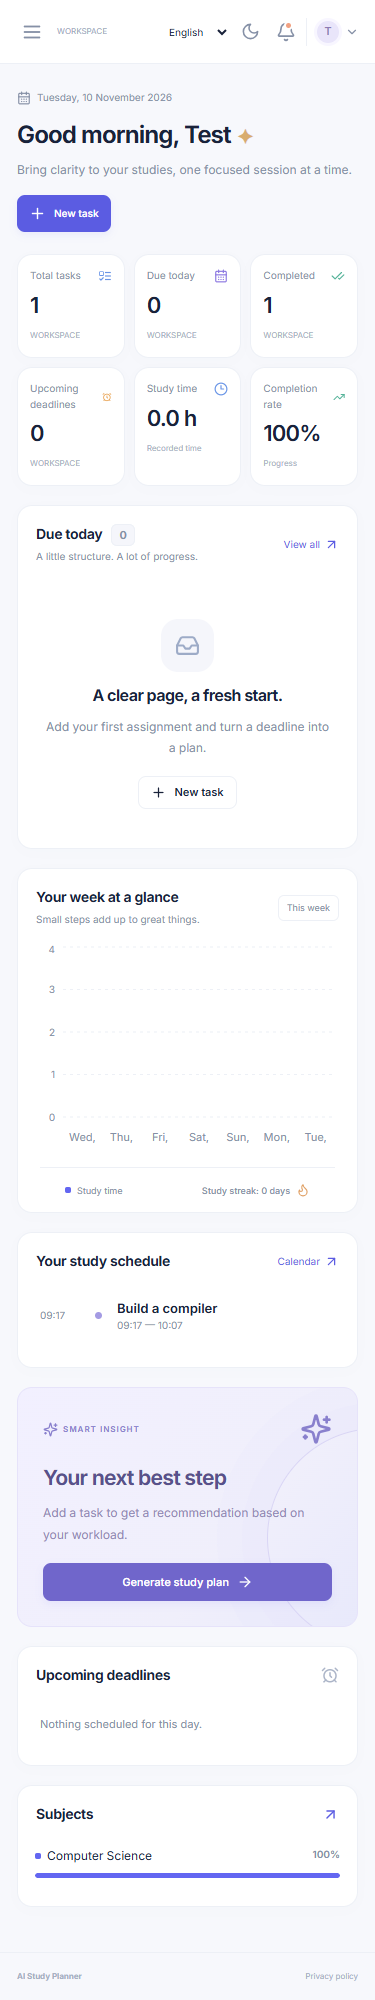 WORKSPACE English T
Tuesday, 10 November 2026
Good morning, Test
Bring clarity to your studies, one focused session at a time.
New task
Total tasks
1
WORKSPACE
Due today
0
WORKSPACE
Completed
1
WORKSPACE
Upcoming
deadlines
0
WORKSPACE
Study time
0.0 h
Recorded time
Completion
rate
100%
Progress
Due today 0
A little structure. A lot of progress.
View all
A clear page, a fresh start.
Add your first assignment and turn a deadline into
a plan.
New task
Your week at a glance
Small steps add up to great things.
This week
4
3
2
1
0
Wed, Thu, Fri, Sat, Sun, Mon, Tue,
Study time Study streak: 0 days
Your study schedule Calendar
09:17
Build a compiler
09:17 — 10:07
SMART INSIGHT
Your next best step
Add a task to get a recommendation based on
your workload.
Generate study plan
Upcoming deadlines
Nothing scheduled for this day.
Subjects
Computer Science 100%
AI Study Planner Privacy policy